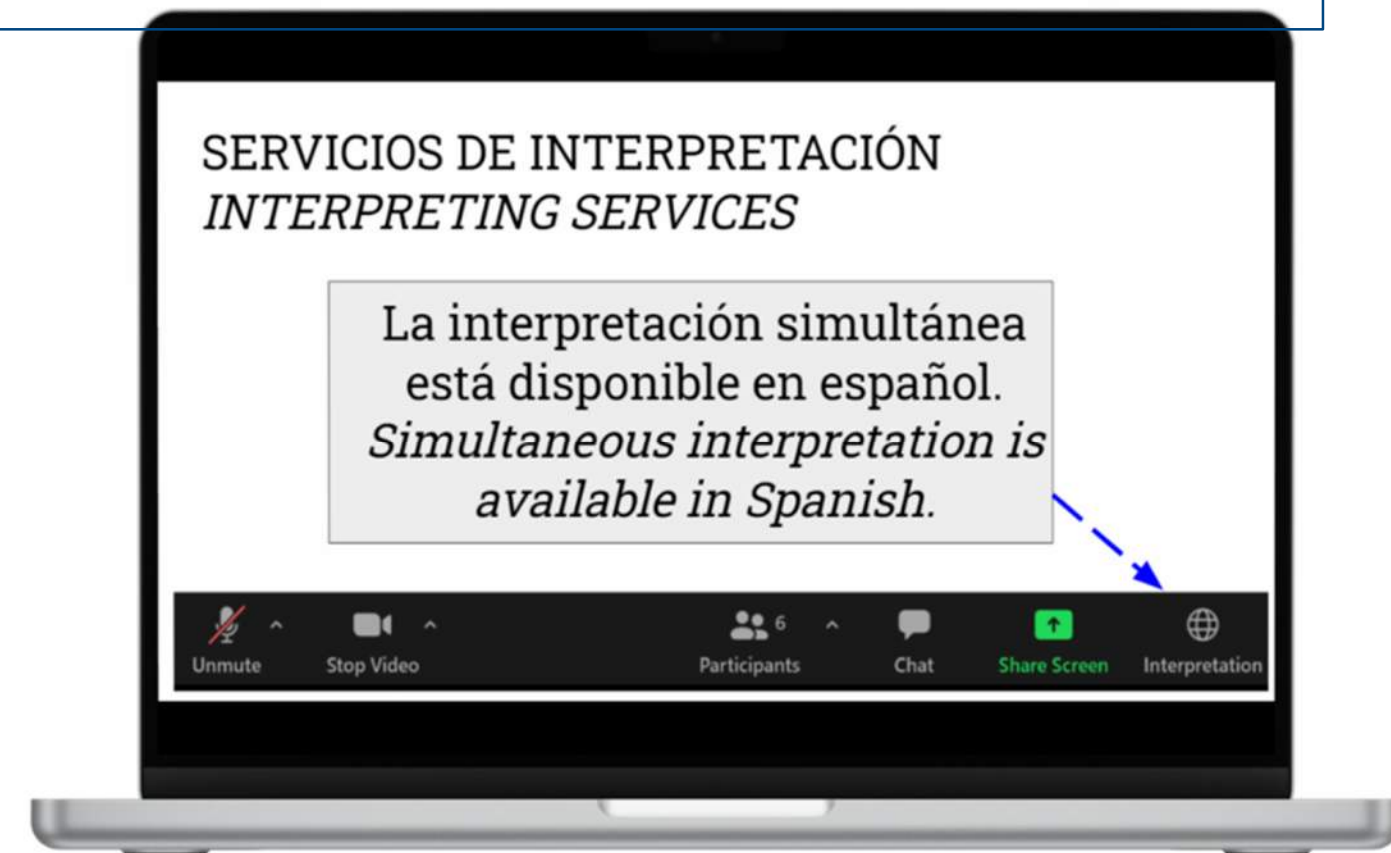 SERVICIOS DE INTERPRETACIÓN
INTERPRETING SERVICES
La interpretación simultánea
está disponible en español.
Simultaneous interpretation is
available in Spanish.
Unmute
Stop Video
6
Participants
Chat
Share Screen
Interpretation